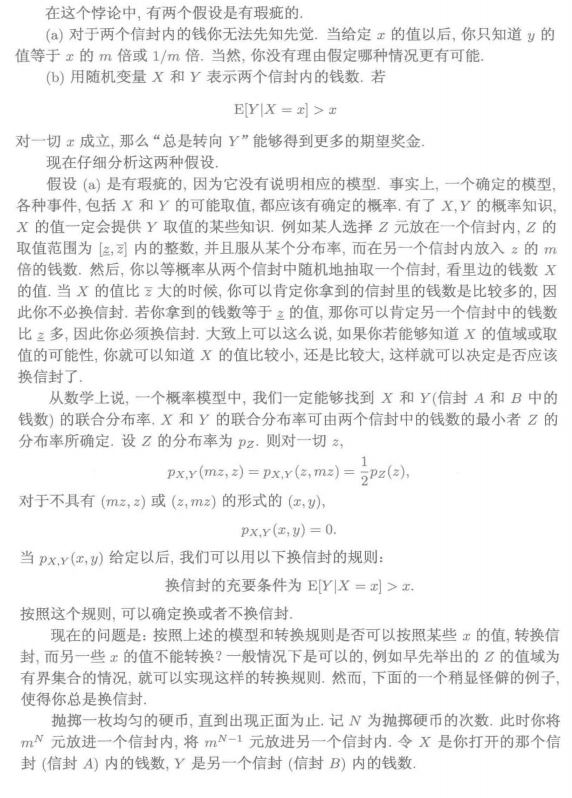 在这个悖论中, 有两个假设是有瑕疵的.
(a) 对于两个信封内的钱你无法先知先觉. 当给定 x 的值以后, 你只知道 y 的
值等于 x 的 m 倍或 1/m 倍. 当然, 你没有理由假定哪种情况更有可能.
(b) 用随机变量 X 和 Y 表示两个信封内的钱数. 若
E[Y|X = x] > x
对一切 x 成立, 那么“总是转向 Y”能够得到更多的期望奖金.
现在仔细分析这两种假设.
假设 (a) 是有瑕疵的, 因为它没有说明相应的模型. 事实上, 一个确定的模型,
各种事件, 包括 X 和 Y 的可能取值, 都应该有确定的概率. 有了 X, Y 的概率知识,
X 的值一定会提供 Y 取值的某些知识. 例如某人选择 Z 元放在一个信封内, Z 的
取值范围为 [z̲, z̄] 内的整数, 并且服从某个分布率, 而在另一个信封内放入 z 的 m
倍的钱数. 然后, 你以等概率从两个信封中随机地抽取一个信封, 看里边的钱数 X
的值. 当 X 的值比 z̄ 大的时候, 你可以肯定你拿到的信封里的钱数是比较多的, 因
此你不必换信封. 若你拿到的钱数等于 z̲ 的值, 那你可以肯定另一个信封中的钱数
比 z̲ 多, 因此你必须换信封. 大致上可以这么说, 如果你若能够知道 X 的值域或取
值的可能性, 你就可以知道 X 的值比较小, 还是比较大, 这样就可以决定是否应该
换信封了.
从数学上说, 一个概率模型中, 我们一定能够找到 X 和 Y(信封 A 和 B 中的
钱数) 的联合分布率. X 和 Y 的联合分布率可由两个信封中的钱数的最小者 Z 的
分布率所确定. 设 Z 的分布率为 p_Z. 则对一切 z,
p_{X,Y}(mz, z) = p_{X,Y}(z, mz) = 1/2 p_Z(z),
对于不具有 (mz, z) 或 (z, mz) 的形式的 (x, y),
p_{X,Y}(x, y) = 0.
当 p_{X,Y}(x, y) 给定以后, 我们可以用以下换信封的规则:
换信封的充要条件为 E[Y|X = x] > x.
按照这个规则, 可以确定换或者不换信封.
现在的问题是: 按照上述的模型和转换规则是否可以按照某些 x 的值, 转换信
封, 而另一些 x 的值不能转换? 一般情况下是可以的, 例如早先举出的 Z 的值域为
有界集合的情况, 就可以实现这样的转换规则. 然而, 下面的一个稍显怪僻的例子,
使得你总是换信封.
抛掷一枚均匀的硬币, 直到出现正面为止. 记 N 为抛掷硬币的次数. 此时你将
m^N 元放进一个信封内, 将 m^{N−1} 元放进另一个信封内. 令 X 是你打开的那个信
封 (信封 A) 内的钱数, Y 是另一个信封 (信封 B) 内的钱数.